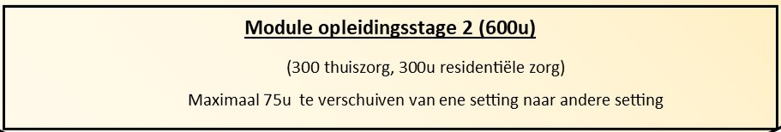 Module opleidingsstage 2 (600u)
(300 thuiszorg, 300u residentiële zorg)
Maximaal 75u te verschuiven van ene setting naar andere setting